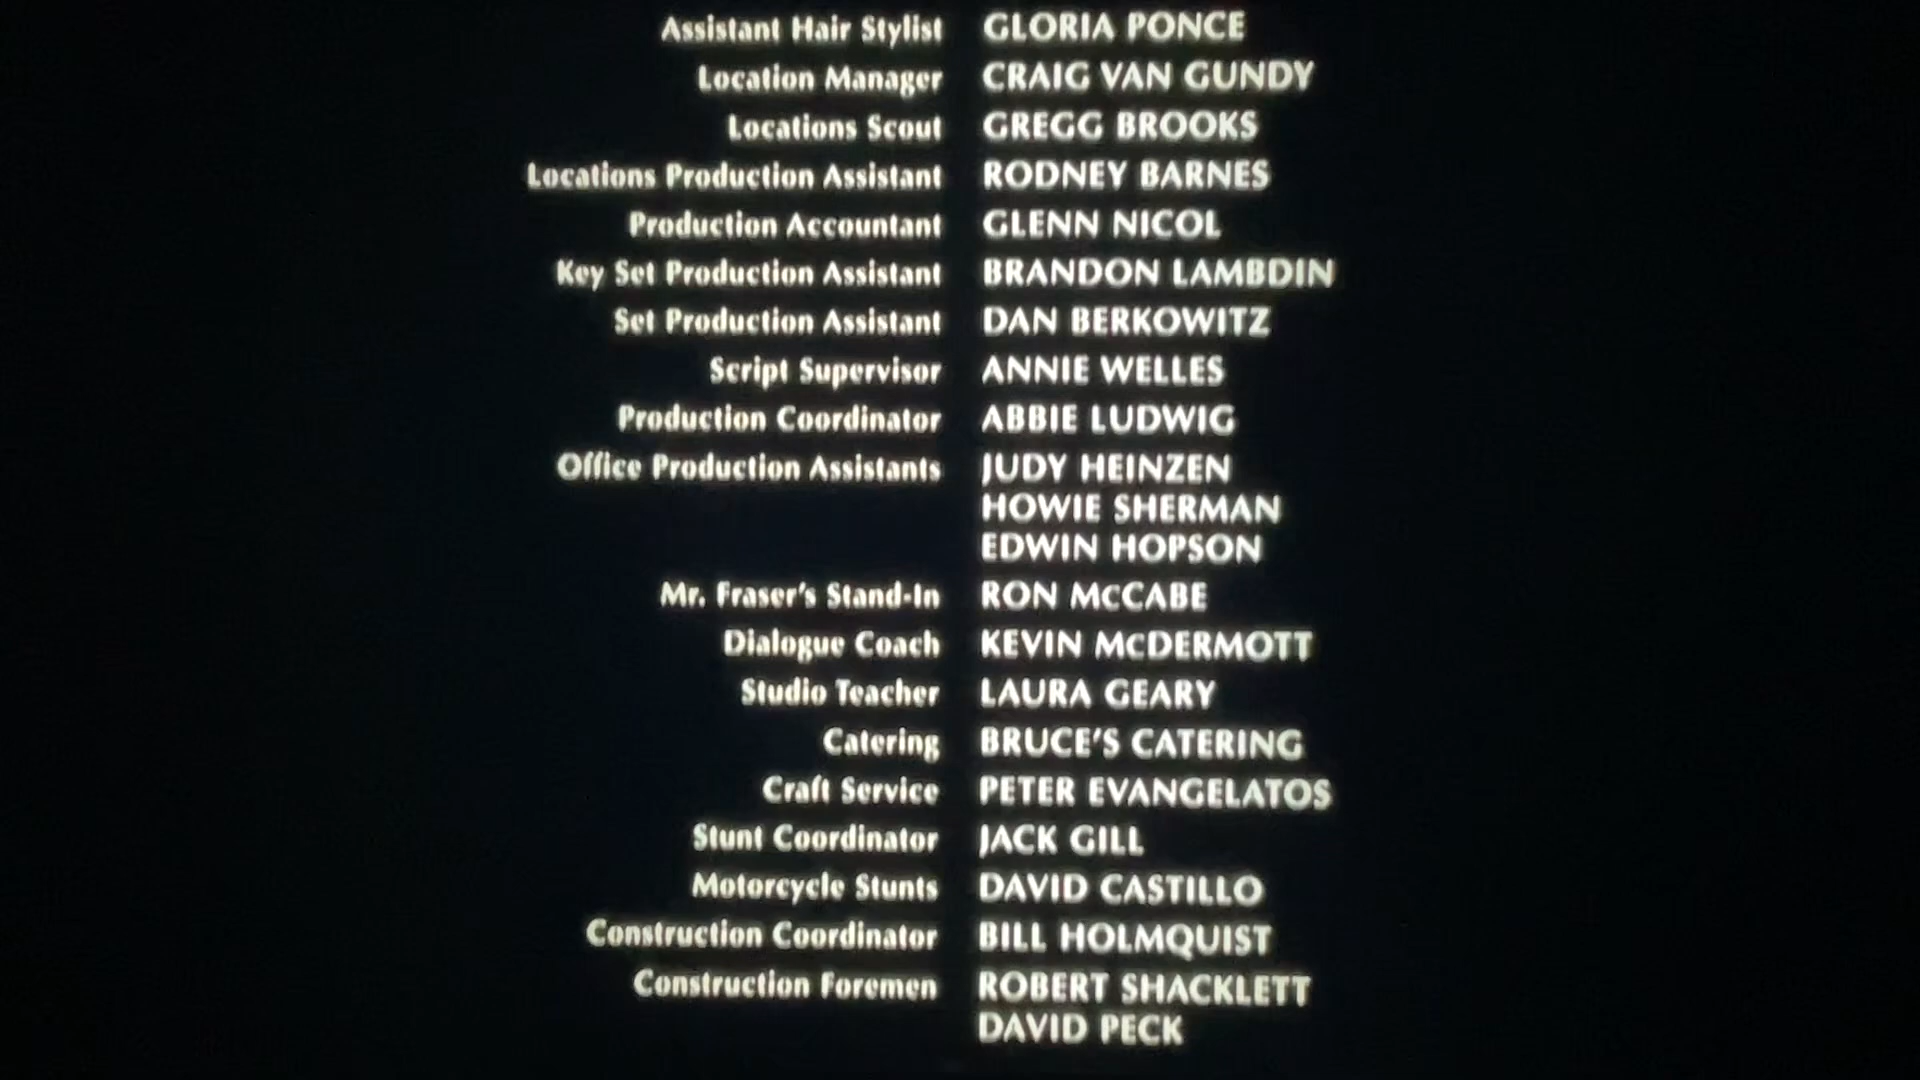 Assistant Hair Stylist GLORIA PONCE
Location Manager CRAIG VAN GUNDY
Locations Scout GREGG BROOKS
Locations Production Assistant RODNEY BARNES
Production Accountant GLENN NICOL
Key Set Production Assistant BRANDON LAMBDIN
Set Production Assistant DAN BERKOWITZ
Script Supervisor ANNIE WELLES
Production Coordinator ABBIE LUDWIG
Office Production Assistants JUDY HEINZEN
HOWIE SHERMAN
EDWIN HOPSON
Mr. Fraser's Stand-In RON McCABE
Dialogue Coach KEVIN McDERMOTT
Studio Teacher LAURA GEARY
Catering BRUCE'S CATERING
Craft Service PETER EVANGELATOS
Stunt Coordinator JACK GILL
Motorcycle Stunts DAVID CASTILLO
Construction Coordinator BILL HOLMQUIST
Construction Foremen ROBERT SHACKLETT
DAVID PECK